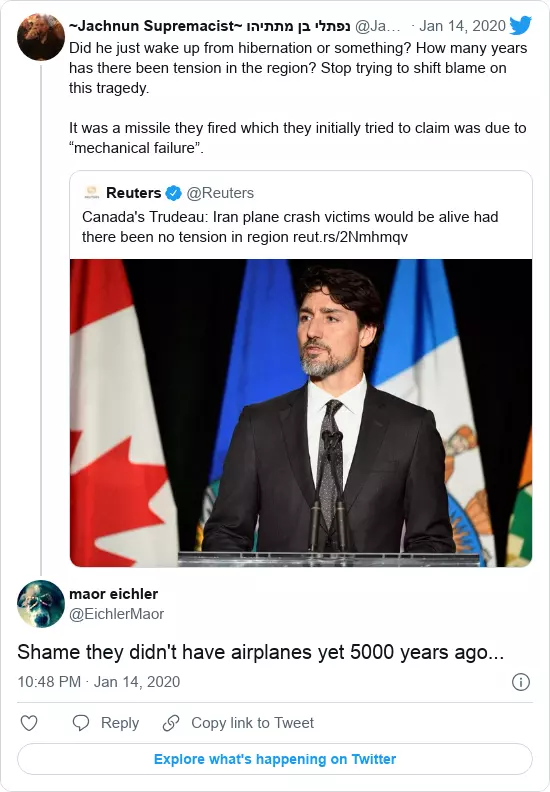 ~Jachnun Supremacist~ נפתלי בן מתתיהו @Ja... · Jan 14, 2020
Did he just wake up from hibernation or something? How many years
has there been tension in the region? Stop trying to shift blame on
this tragedy.
It was a missile they fired which they initially tried to claim was due to
“mechanical failure”.
Reuters @Reuters
Canada's Trudeau: Iran plane crash victims would be alive had
there been no tension in region reut.rs/2Nmhmqv
maor eichler
@EichlerMaor
Shame they didn't have airplanes yet 5000 years ago...
10:48 PM · Jan 14, 2020
Reply
Copy link to Tweet
Explore what's happening on Twitter